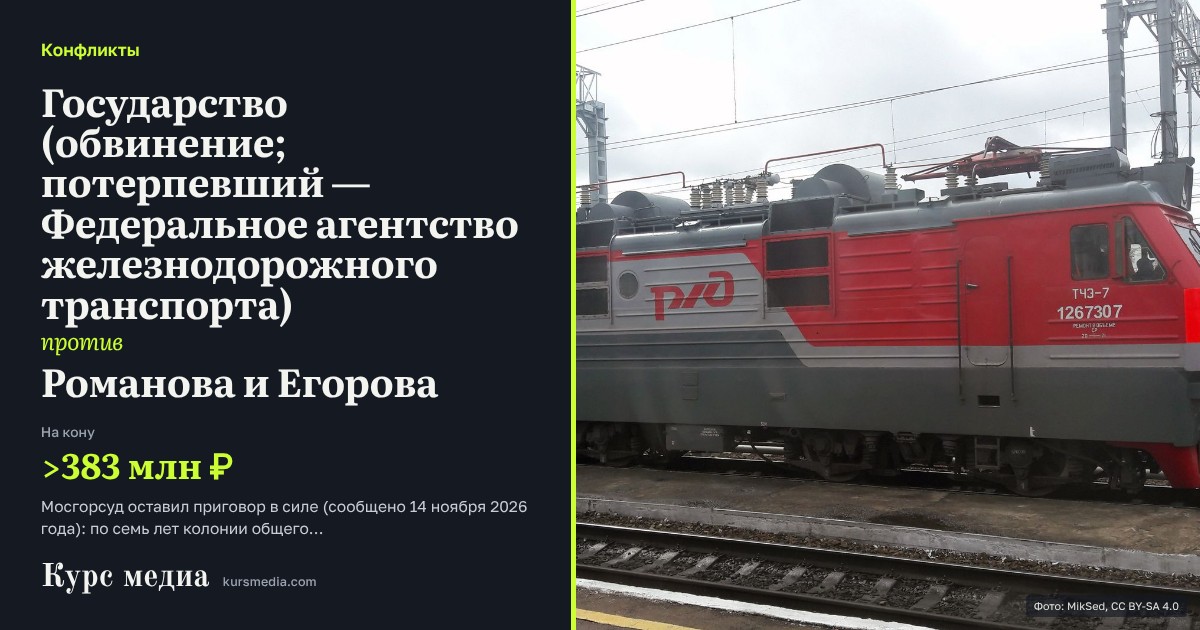 Конфликты
Государство
(обвинение;
потерпевший —
Федеральное агентство
железнодорожного
транспорта)
против
Романова и Егорова
На кону
>383 млн ₽
Мосгорсуд оставил приговор в силе (сообщено 14 ноября 2026
года): по семь лет колонии общего...
Курс медиа kursmedia.com
ржд
ТЧЗ-7
1267307
Фото: MikSed, CC BY-SA 4.0